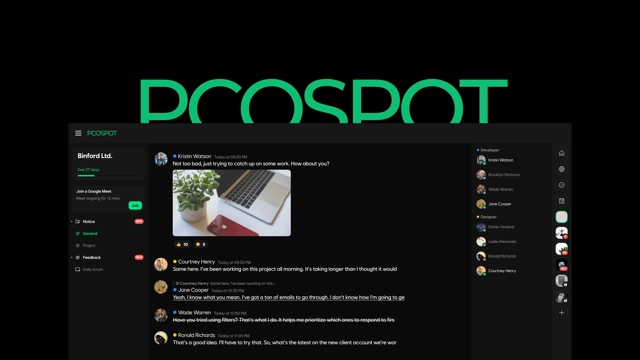 PCOSPOT
PCOSPOT
Binford Ltd.
Due 27 days
Join a Google Meet
Meet ongoing for 12 mins
Join
Notice
General
Project
Feedback
Daily scrum
Kristin Watson Today at 09:30 PM
Not too bad, just trying to catch up on some work. How about you?
10
5
Courtney Henry Today at 09:50 PM
Same here. I've been working on this project all morning. It's taking longer than I thought it would
Courtney Henry Same here. I've been working on this...
Jane Cooper Today at 10:30 PM
Yeah, I know what you mean. I've got a ton of emails to go through. I don't know how I'm going to ge
Wade Warren Today at 10:50 PM
Have you tried using filters? That's what I do. It helps me prioritize which ones to respond to firs
Ronald Richards Today at 11:00 PM
That's a good idea. I'll have to try that. So, what's the latest on the new client account we're wor
Developer
Kristin Watson
Brooklyn Simmons
Wade Warren
Jane Cooper
Designer
Esther Howard
Leslie Alexander
Ronald Richards
Courtney Henry